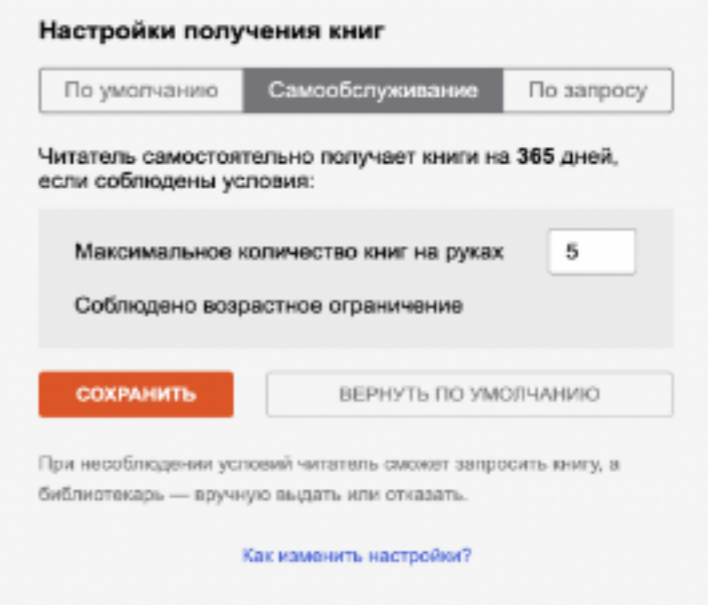 Настройки получения книг
По умолчанию Самообслуживание По запросу
Читатель самостоятельно получает книги на 365 дней,
если соблюдены условия:
Максимальное количество книг на руках 5
Соблюдено возрастное ограничение
СОХРАНИТЬ ВЕРНУТЬ ПО УМОЛЧАНИЮ
При несоблюдении условий читатель сможет запросить книгу, а
библиотекарь — вручную выдать или отказать.
Как изменить настройки?